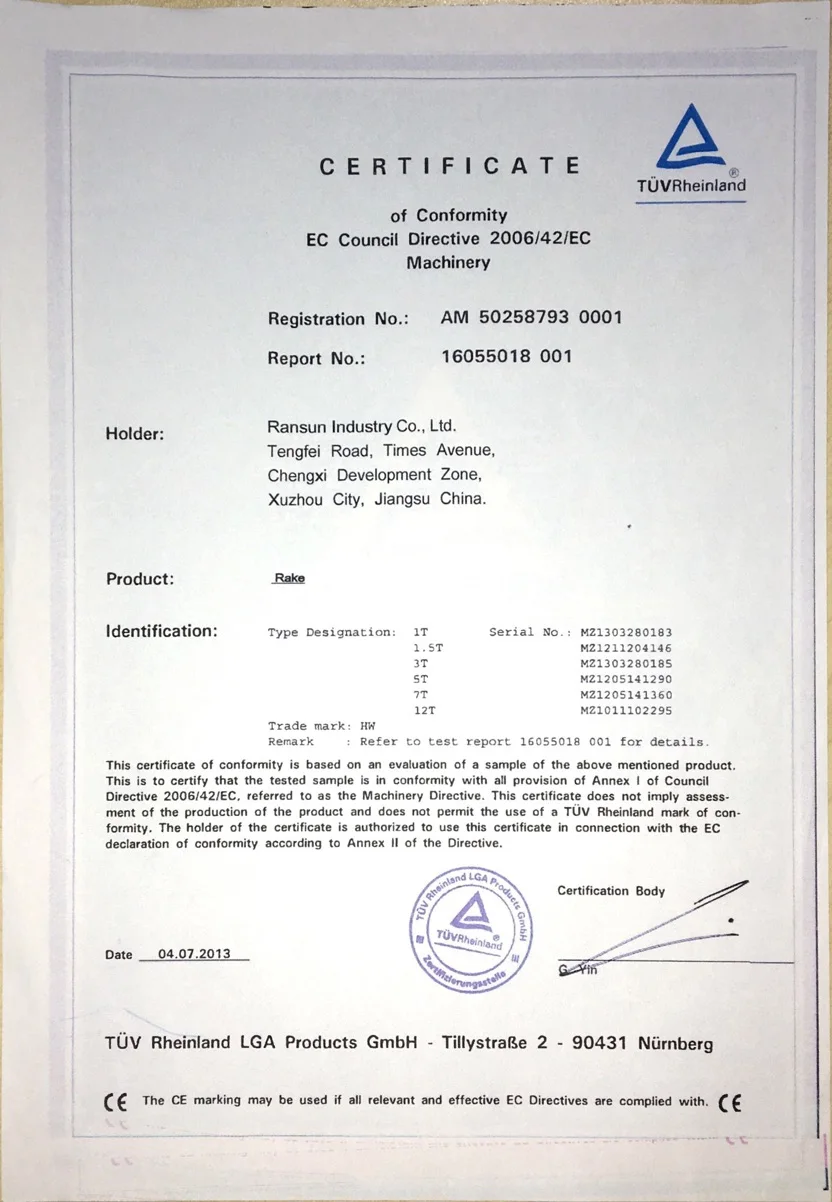 CERTIFICATE
TÜVRheinland®
of Conformity
EC Council Directive 2006/42/EC
Machinery
Registration No.: AM 50258793 0001
Report No.: 16055018 001
Holder: Ransun Industry Co., Ltd.
Tengfei Road, Times Avenue,
Chengxi Development Zone,
Xuzhou City, Jiangsu China.
Product: Rake
Identification: Type Designation: 1T Serial No.: MZ1303280183
1.5T MZ1211204146
3T MZ1303280185
5T MZ1205141290
7T MZ1205141360
12T MZ1011102295
Trade mark: HW
Remark : Refer to test report 16055018 001 for details.
This certificate of conformity is based on an evaluation of a sample of the above mentioned product.
This is to certify that the tested sample is in conformity with all provision of Annex I of Council
Directive 2006/42/EC, referred to as the Machinery Directive. This certificate does not imply assess-
ment of the production of the product and does not permit the use of a TÜV Rheinland mark of con-
formity. The holder of the certificate is authorized to use this certificate in connection with the EC
declaration of conformity according to Annex II of the Directive.
TÜV Rheinland LGA Products GmbH
TÜVRheinland®
Zertifizierungsstelle
Certification Body
Date 04.07.2013
G. Yin
TÜV Rheinland LGA Products GmbH - Tillystraße 2 - 90431 Nürnberg
CE The CE marking may be used if all relevant and effective EC Directives are complied with. CE